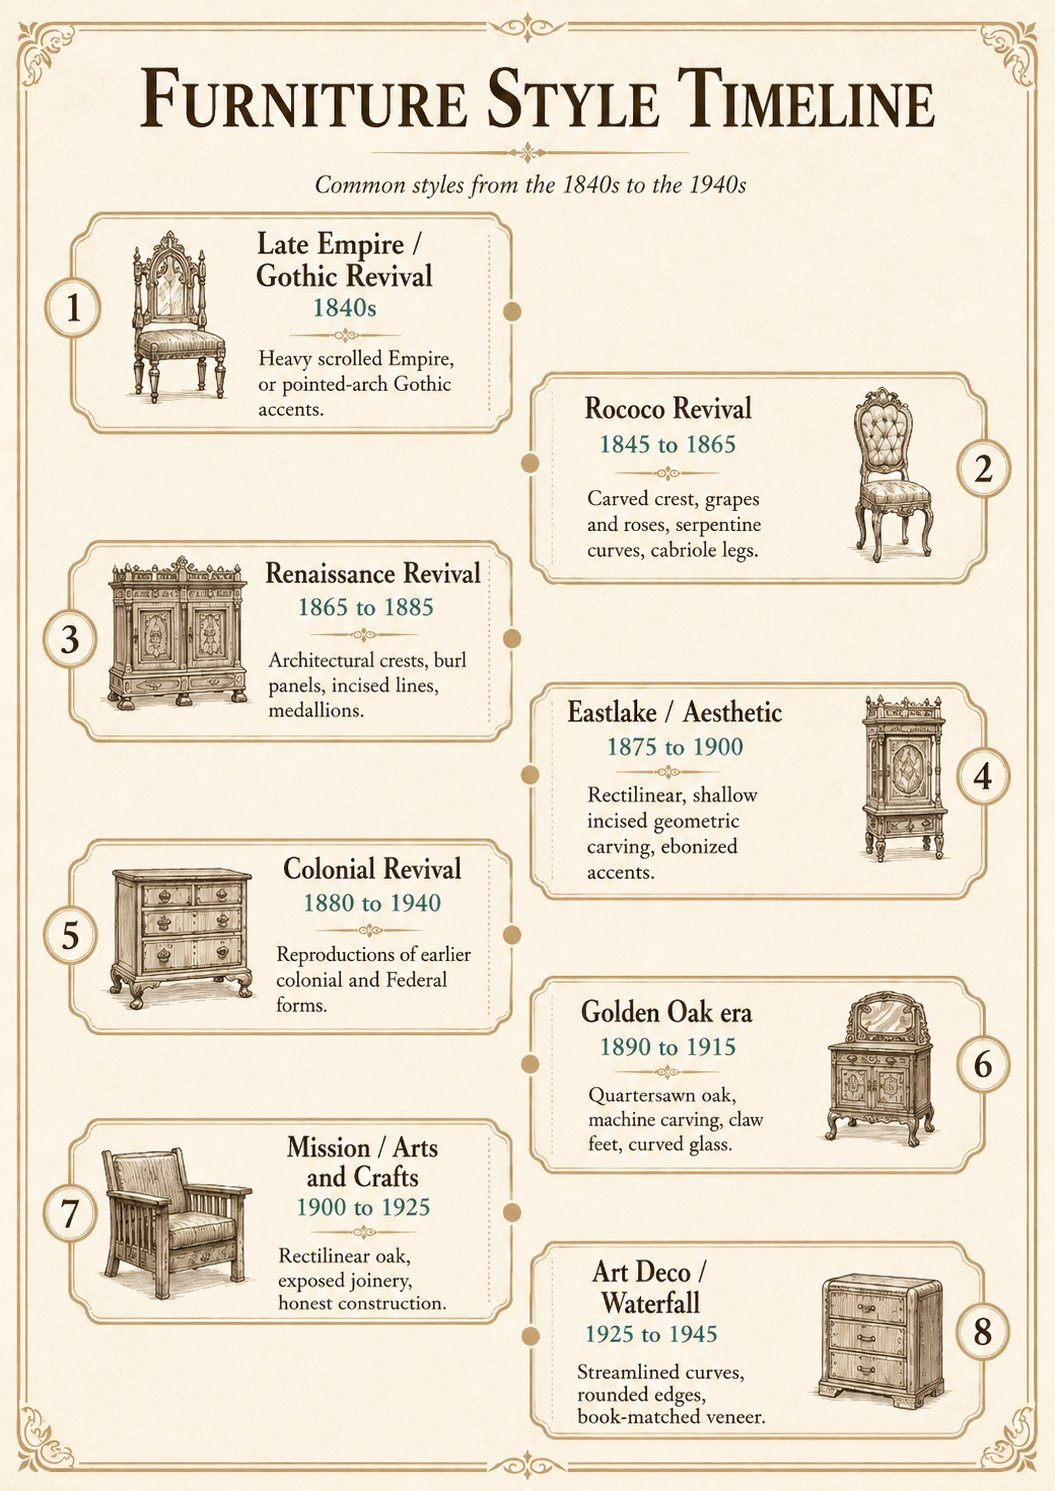 FURNITURE STYLE TIMELINE
Common styles from the 1840s to the 1940s
1
Late Empire /
Gothic Revival
1840s
Heavy scrolled Empire,
or pointed-arch Gothic
accents.
2
Rococo Revival
1845 to 1865
Carved crest, grapes
and roses, serpentine
curves, cabriole legs.
3
Renaissance Revival
1865 to 1885
Architectural crests, burl
panels, incised lines,
medallions.
4
Eastlake / Aesthetic
1875 to 1900
Rectilinear, shallow
incised geometric
carving, ebonized
accents.
5
Colonial Revival
1880 to 1940
Reproductions of earlier
colonial and Federal
forms.
6
Golden Oak era
1890 to 1915
Quartersawn oak,
machine carving, claw
feet, curved glass.
7
Mission / Arts
and Crafts
1900 to 1925
Rectilinear oak,
exposed joinery,
honest construction.
8
Art Deco /
Waterfall
1925 to 1945
Streamlined curves,
rounded edges,
book-matched veneer.